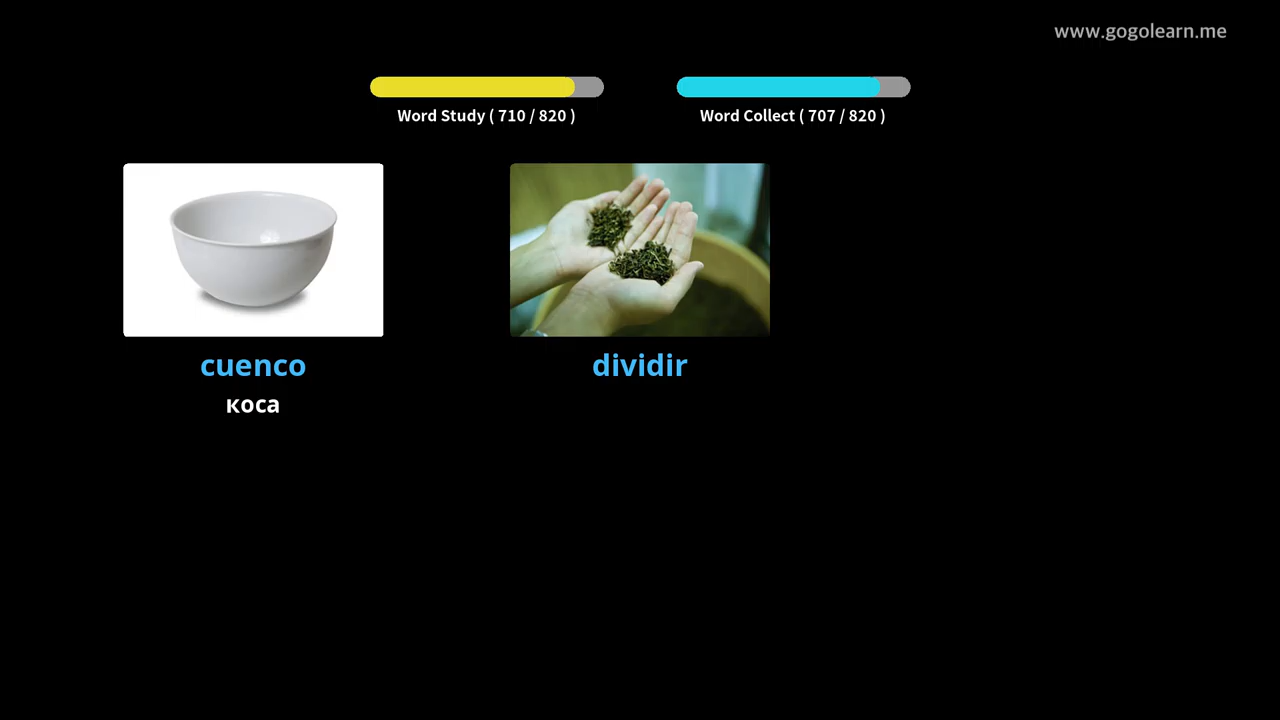 www.gogolearn.me
Word Study ( 710 / 820 )
Word Collect ( 707 / 820 )
cuenco
коса
dividir